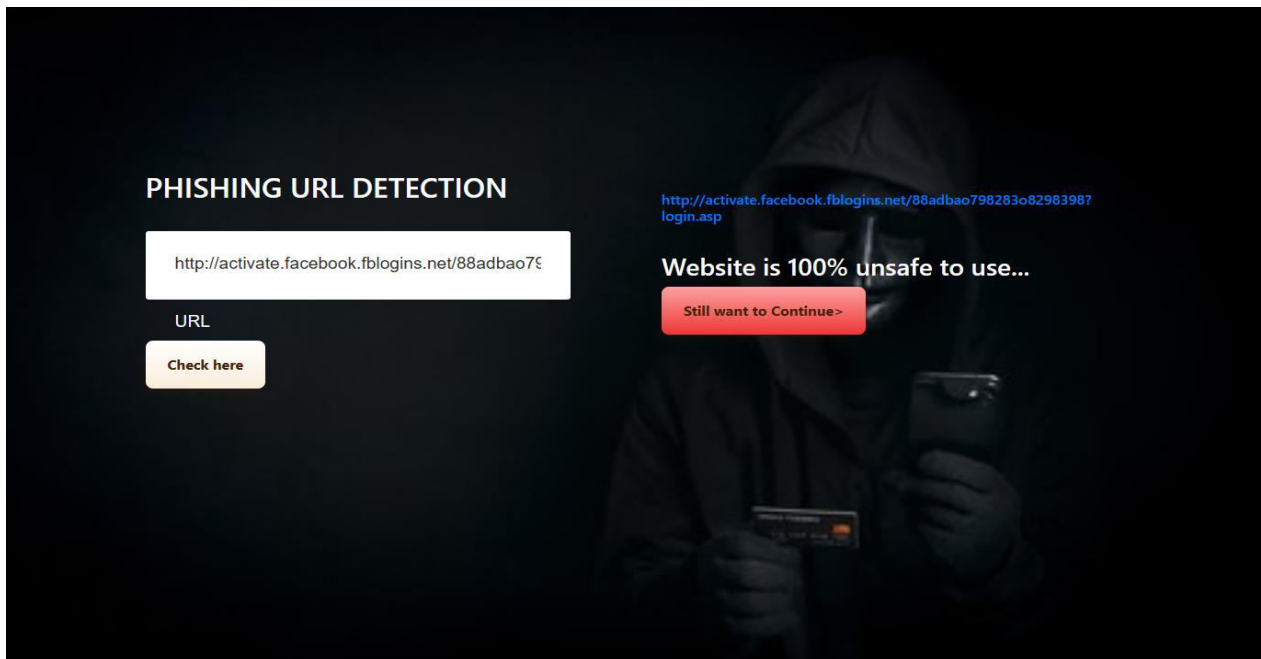 PHISHING URL DETECTION
http://activate.facebook.fblogins.net/88adbao79
URL
Check here
http://activate.facebook.fblogins.net/88adbao798283o8298398?
login.asp
Website is 100% unsafe to use...
Still want to Continue>